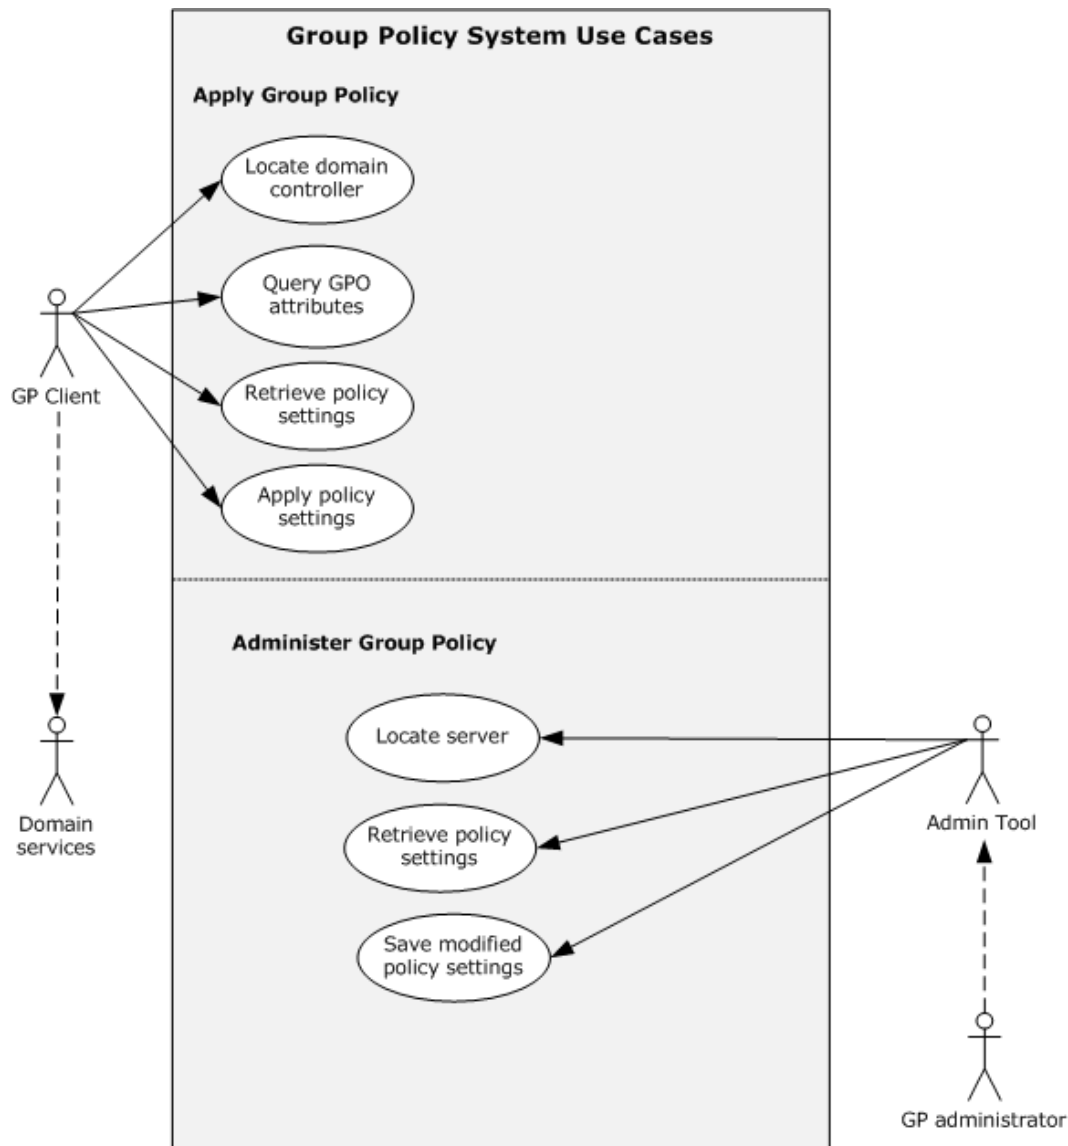 Group Policy System Use Cases
Apply Group Policy
Locate domain
controller
Query GPO
attributes
Retrieve policy
settings
GP Client
Apply policy
settings
Administer Group Policy
Locate server
Domain
services
Admin Tool
Retrieve policy
settings
Save modified
policy settings
GP administrator